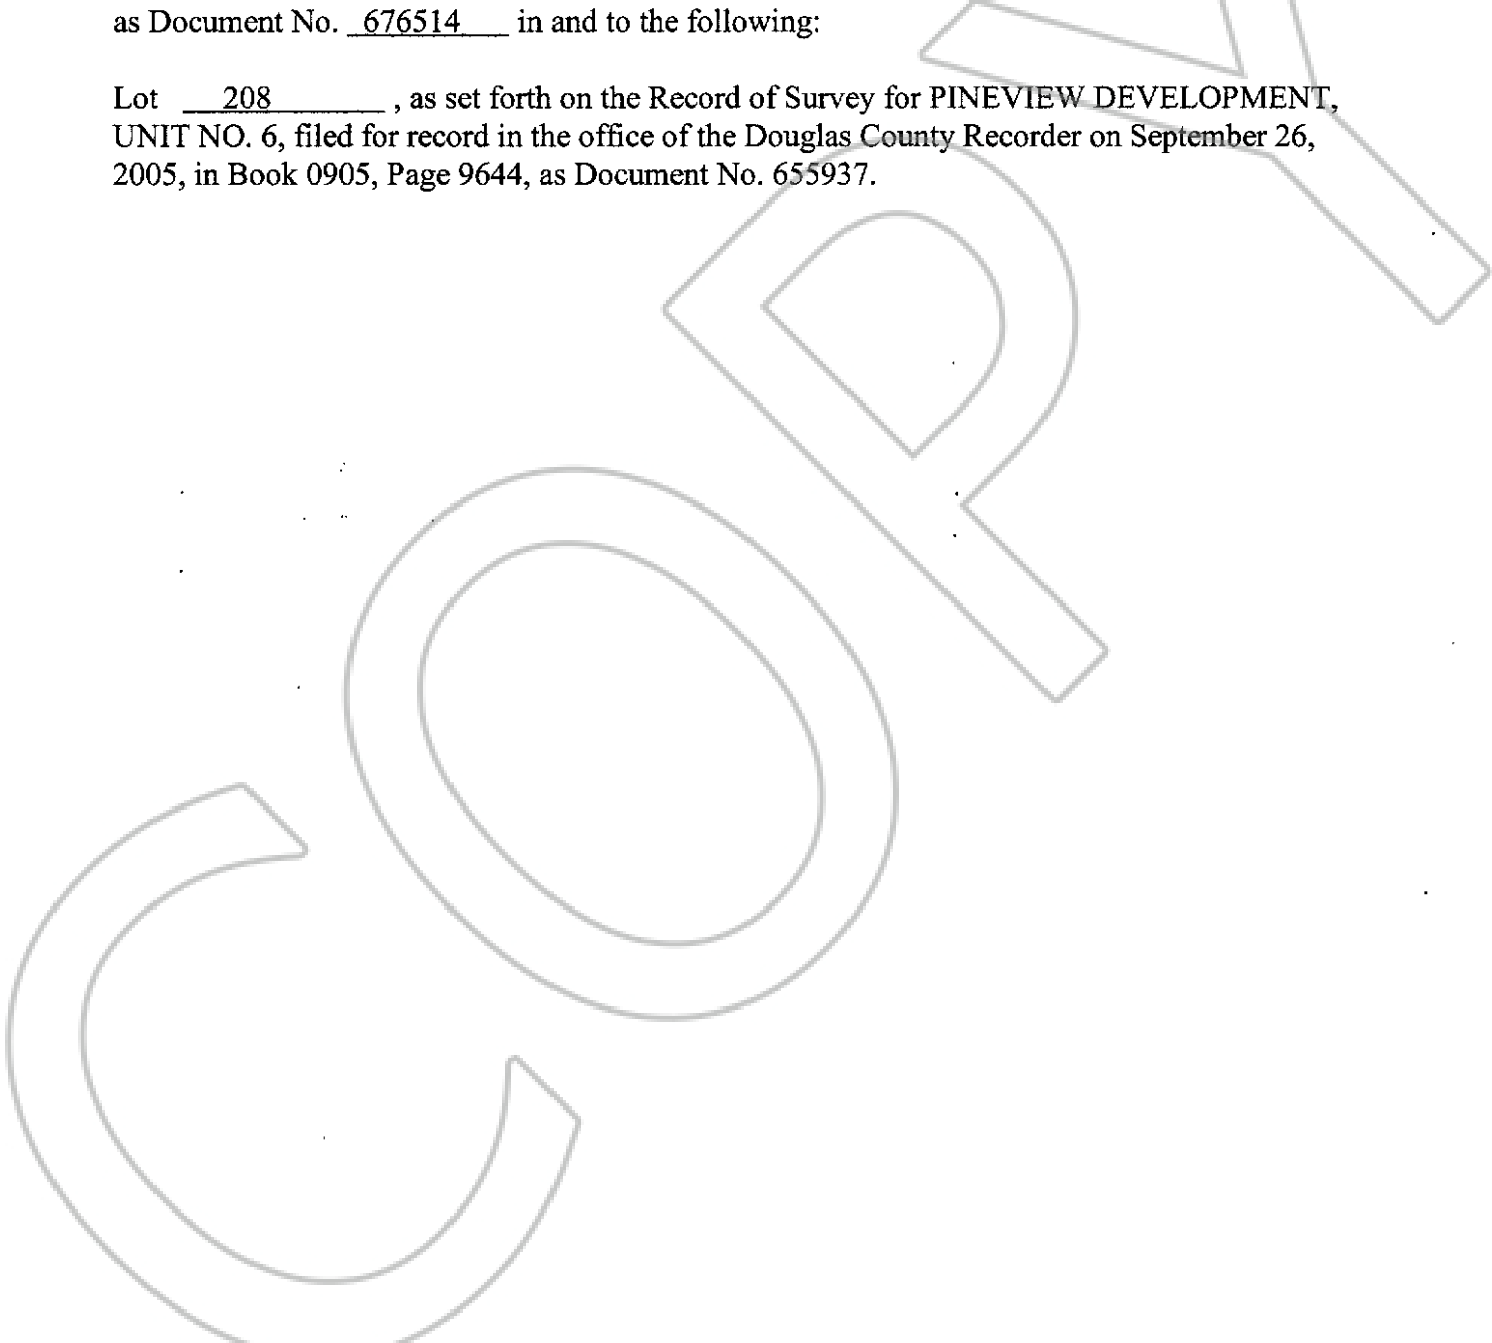 as Document No. 676514 in and to the following:
Lot 208 , as set forth on the Record of Survey for PINEVIEW DEVELOPMENT,
UNIT NO. 6, filed for record in the office of the Douglas County Recorder on September 26,
2005, in Book 0905, Page 9644, as Document No. 655937.
COPY